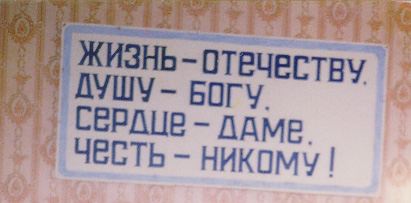 ЖИЗНЬ – ОТЕЧЕСТВУ.
ДУШУ – БОГУ.
СЕРДЦЕ – ДАМЕ.
ЧЕСТЬ – НИКОМУ!